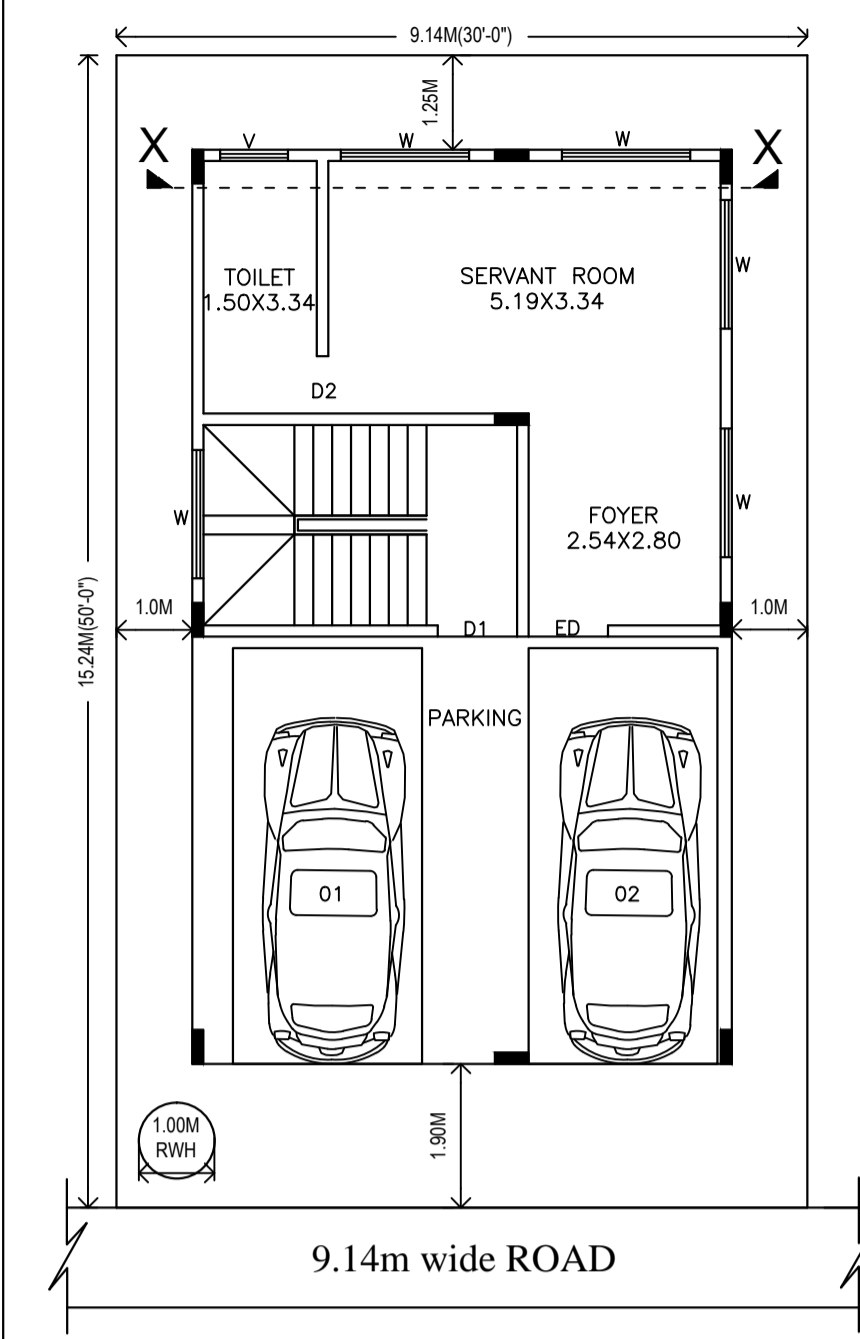 9.14M(30'-0")
1.25M
X
V
W
W
X
TOILET
1.50X3.34
SERVANT ROOM
5.19X3.34
W
D2
W
FOYER
2.54X2.80
W
15.24M(50'-0")
1.0M
D1
ED
1.0M
PARKING
01
02
1.00M
RWH
1.90M
9.14m wide ROAD